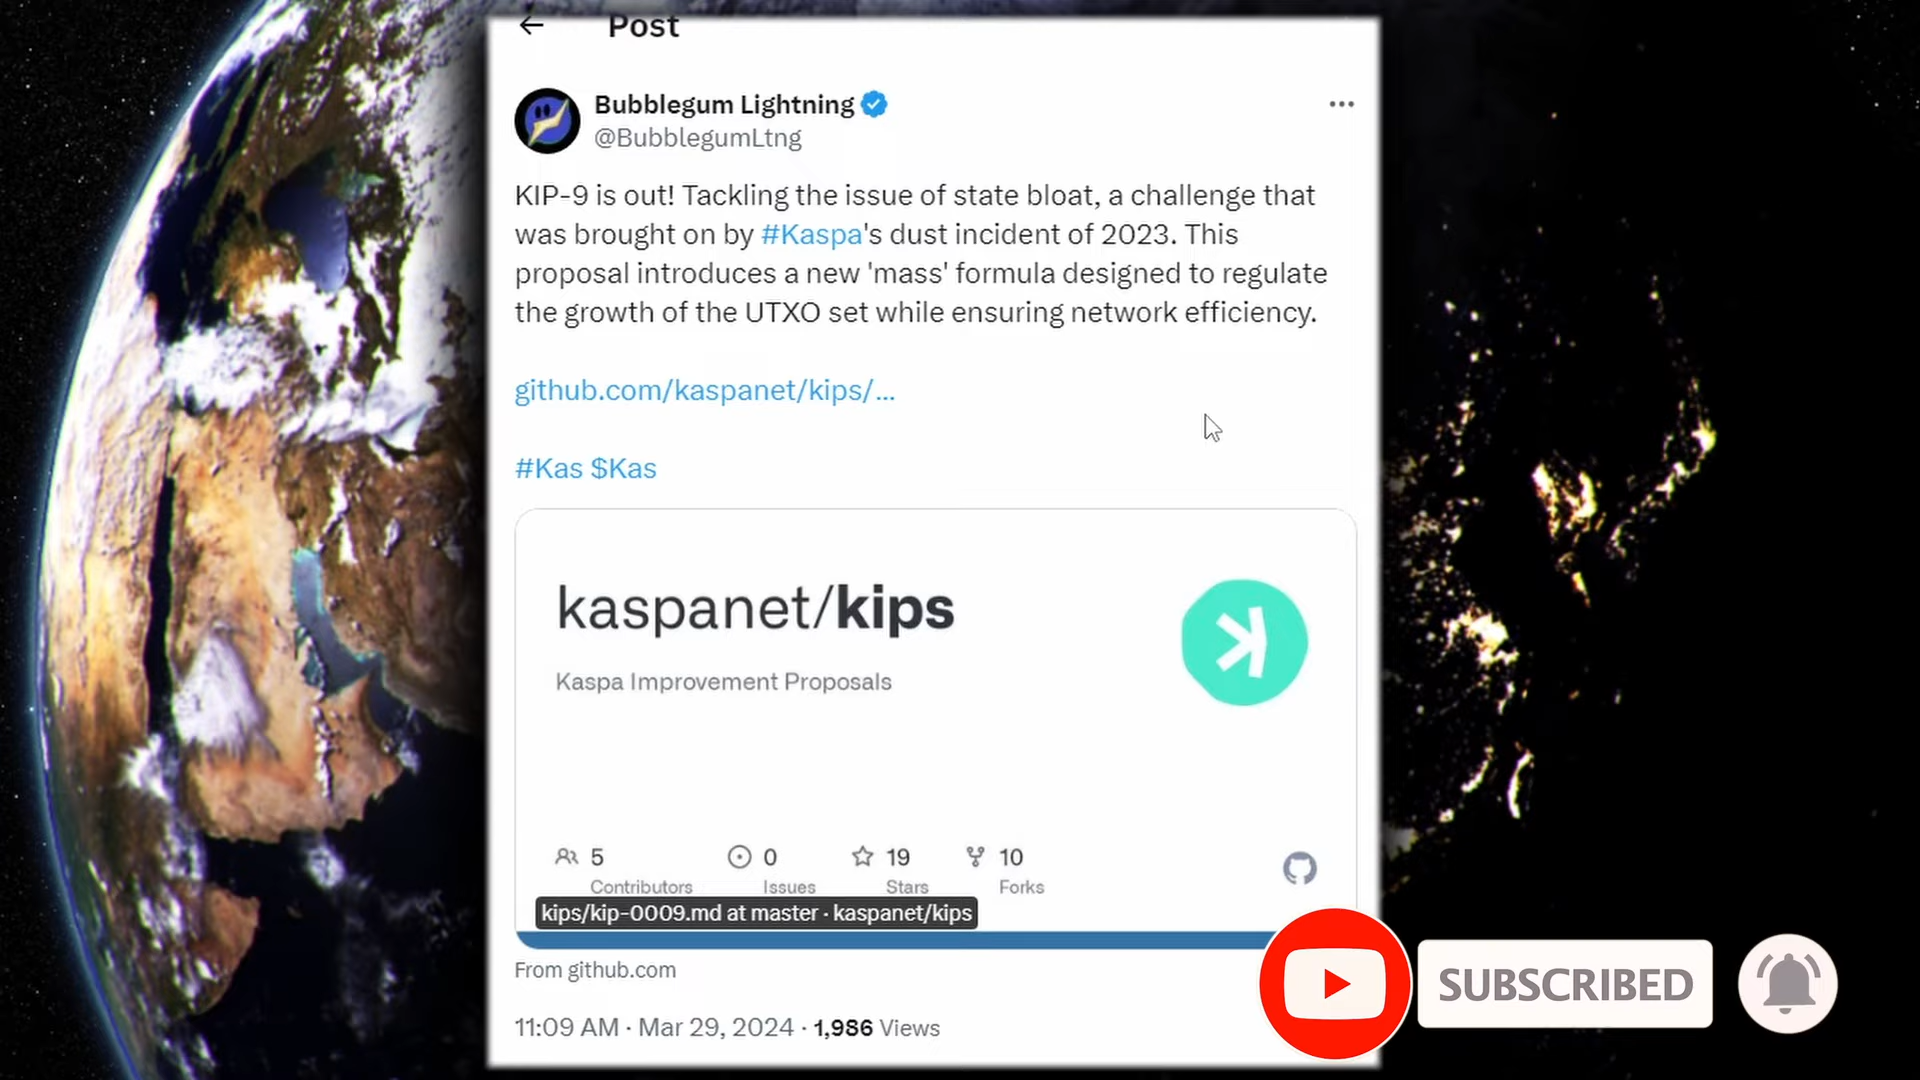 Post
Bubblegum Lightning
@BubblegumLtng
KIP-9 is out! Tackling the issue of state bloat, a challenge that
was brought on by #Kaspa's dust incident of 2023. This
proposal introduces a new 'mass' formula designed to regulate
the growth of the UTXO set while ensuring network efficiency.
github.com/kaspanet/kips/...
#Kas $Kas
kaspanet/kips
Kaspa Improvement Proposals
5 0 19 10
Contributors Issues Stars Forks
kips/kip-0009.md at master · kaspanet/kips
From github.com
SUBSCRIBED
11:09 AM · Mar 29, 2024 · 1,986 Views